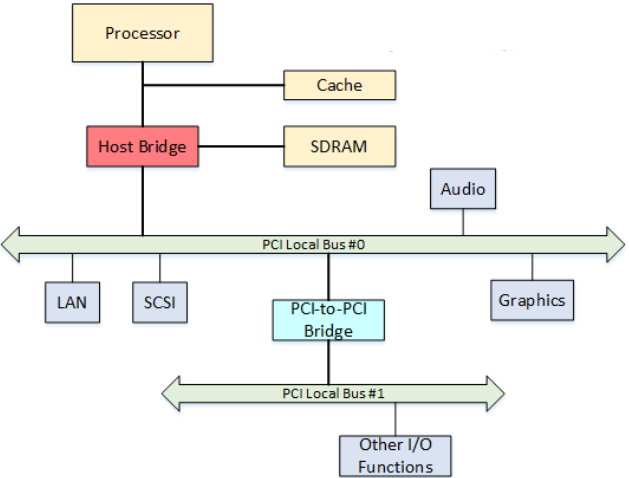 Processor
Cache
Host Bridge
SDRAM
Audio
PCI Local Bus #0
LAN
SCSI
PCI-to-PCI
Bridge
Graphics
PCI Local Bus #1
Other I/O
Functions